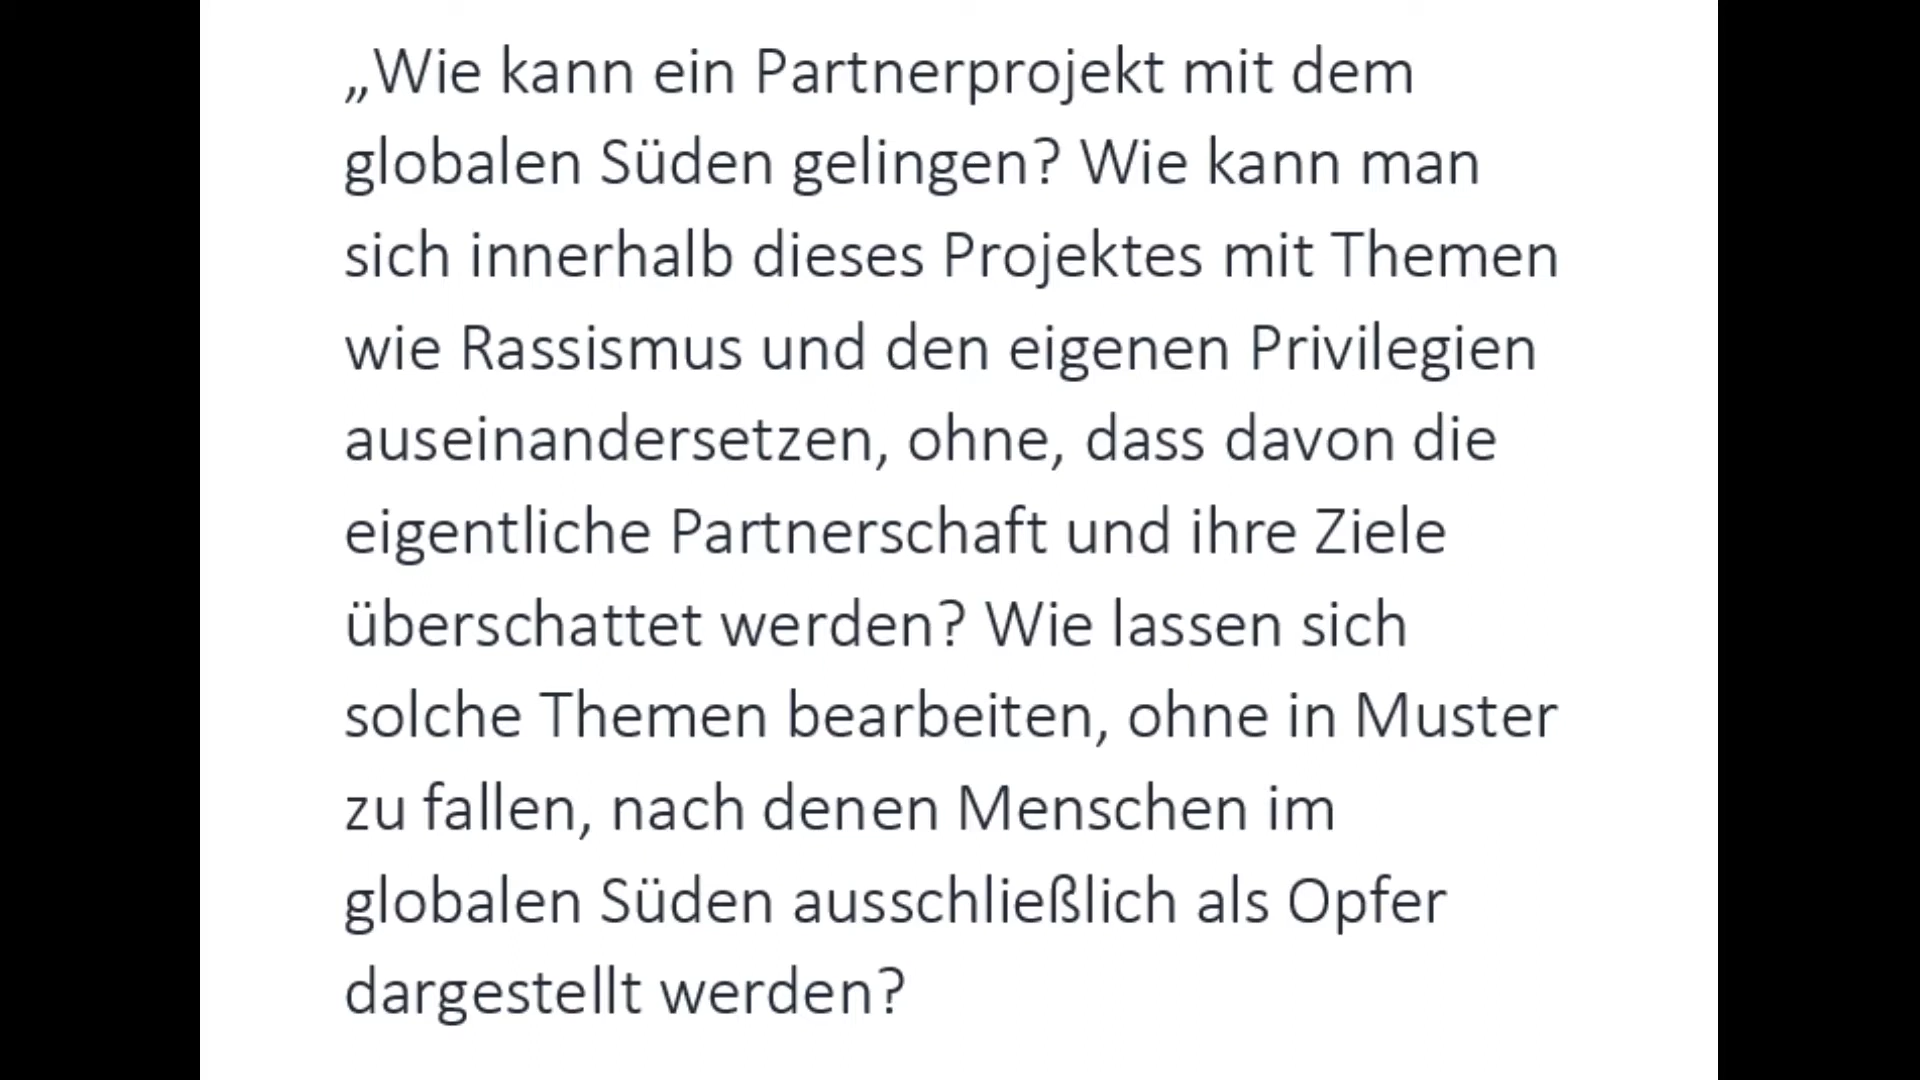 „Wie kann ein Partnerprojekt mit dem
globalen Süden gelingen? Wie kann man
sich innerhalb dieses Projektes mit Themen
wie Rassismus und den eigenen Privilegien
auseinandersetzen, ohne, dass davon die
eigentliche Partnerschaft und ihre Ziele
überschattet werden? Wie lassen sich
solche Themen bearbeiten, ohne in Muster
zu fallen, nach denen Menschen im
globalen Süden ausschließlich als Opfer
dargestellt werden?